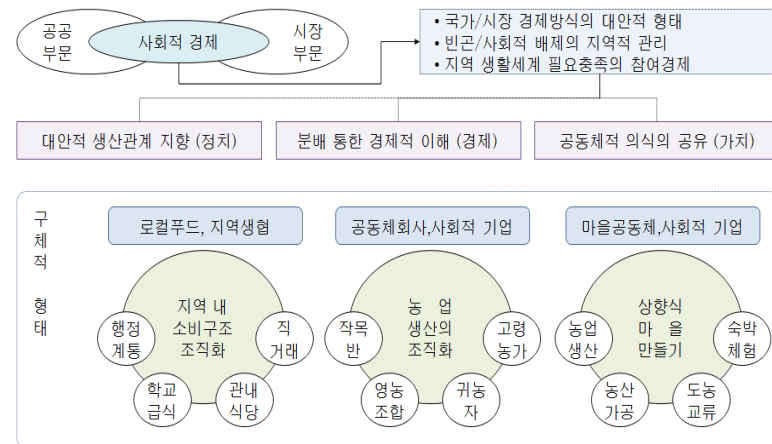 공공
부문
사회적 경제
시장
부문
• 국가/시장 경제방식의 대안적 형태
• 빈곤/사회적 배제의 지역적 관리
• 지역 생활세계 필요충족의 참여경제
대안적 생산관계 지향 (정치)
분배 통한 경제적 이해 (경제)
공동체적 의식의 공유 (가치)
구
체
적
형
태
로컬푸드, 지역생협
지역 내
소비구조
조직화
행정
계통
학교
급식
관내
식당
직
거래
공동체회사,사회적 기업
농 업
생산의
조직화
작목
반
영농
조합
귀농
자
고령
농가
마을공동체,사회적 기업
상향식
마 을
만들기
농업
생산
농산
가공
도농
교류
숙박
체험